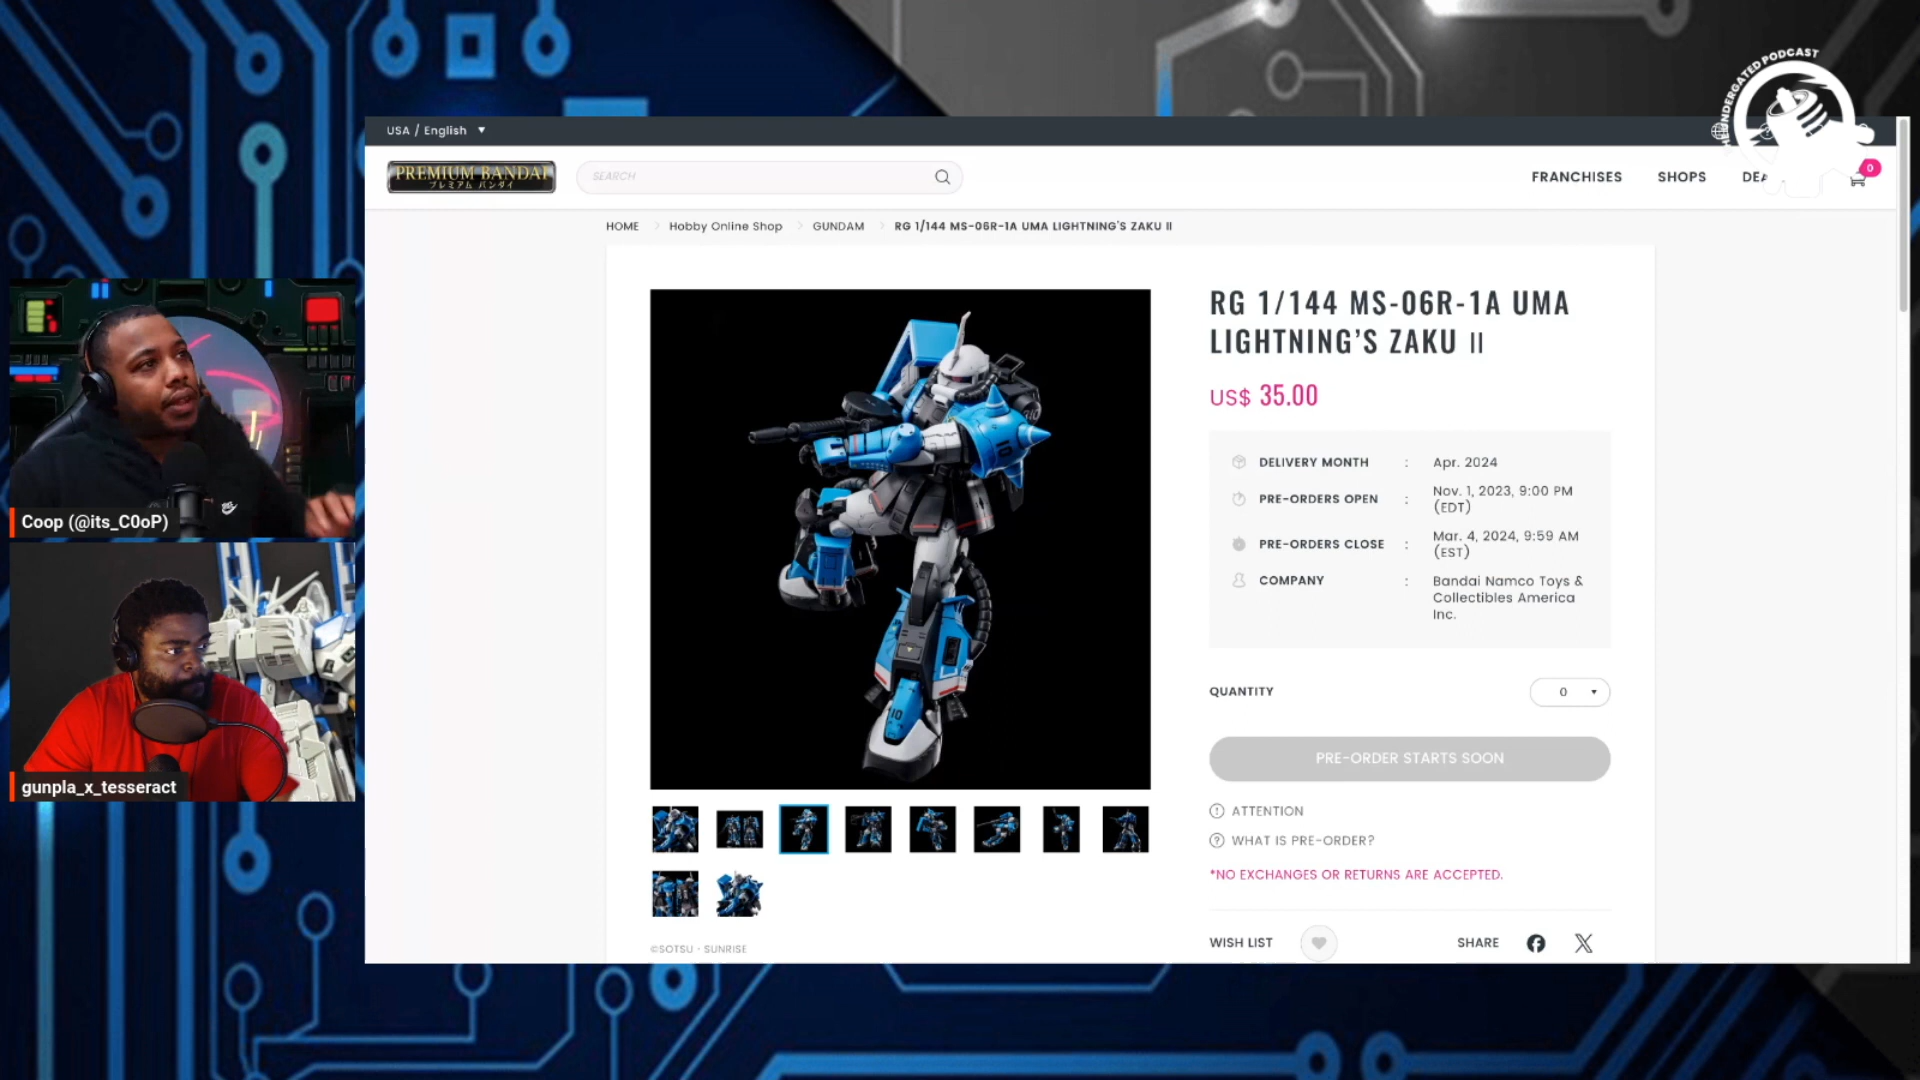 THE UNDERGATED PODCAST
USA / English
PREMIUM BANDAI
プレミアム バンダイ
SEARCH
FRANCHISES
SHOPS
0
HOME
Hobby Online Shop
GUNDAM
RG 1/144 MS-06R-1A UMA LIGHTNING'S ZAKU II
RG 1/144 MS-06R-1A UMA
LIGHTNING'S ZAKU II
US$ 35.00
DELIVERY MONTH : Apr. 2024
PRE-ORDERS OPEN : Nov. 1, 2023, 9:00 PM
(EDT)
PRE-ORDERS CLOSE : Mar. 4, 2024, 9:59 AM
(EST)
COMPANY : Bandai Namco Toys &
Collectibles America
Inc.
QUANTITY
0
PRE-ORDER STARTS SOON
ATTENTION
WHAT IS PRE-ORDER?
*NO EXCHANGES OR RETURNS ARE ACCEPTED.
WISH LIST
SHARE
©SOTSU・SUNRISE
10
10
Coop (@its_C0oP)
gunpla_x_tesseract